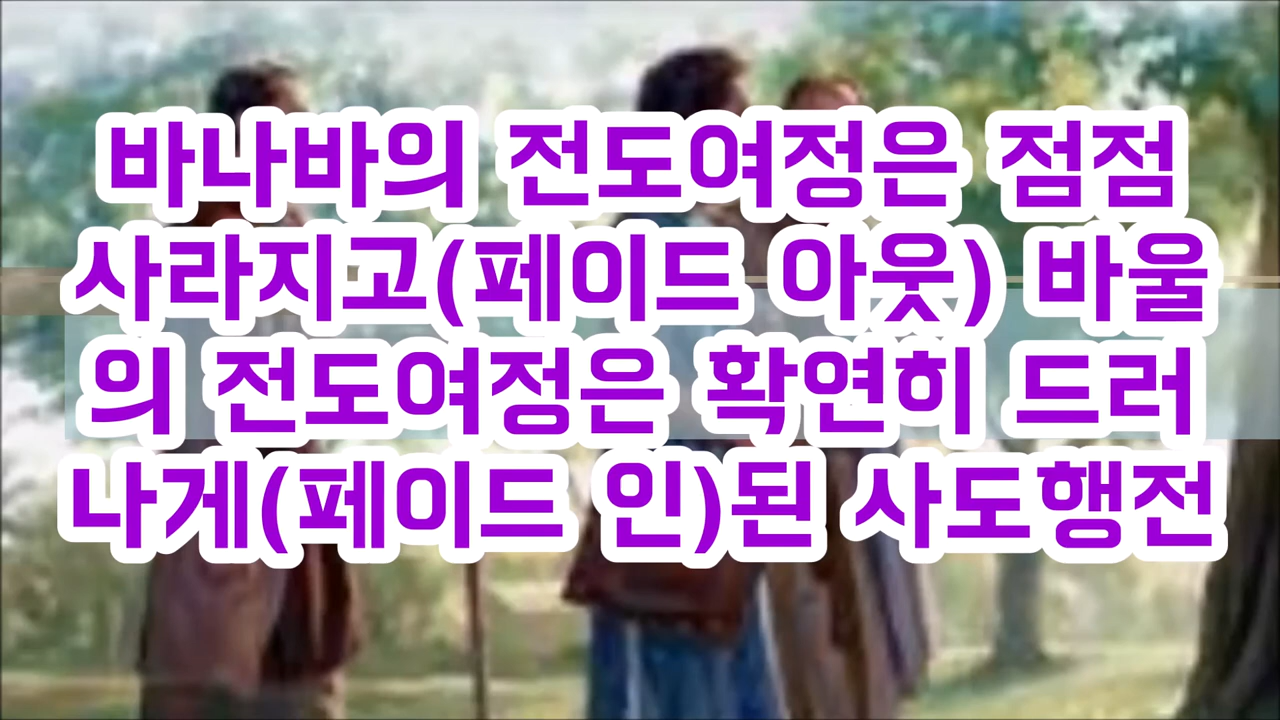 바나바의 전도여정은 점점
사라지고(페이드 아웃) 바울
의 전도여정은 확연히 드러
나게(페이드 인)된 사도행전